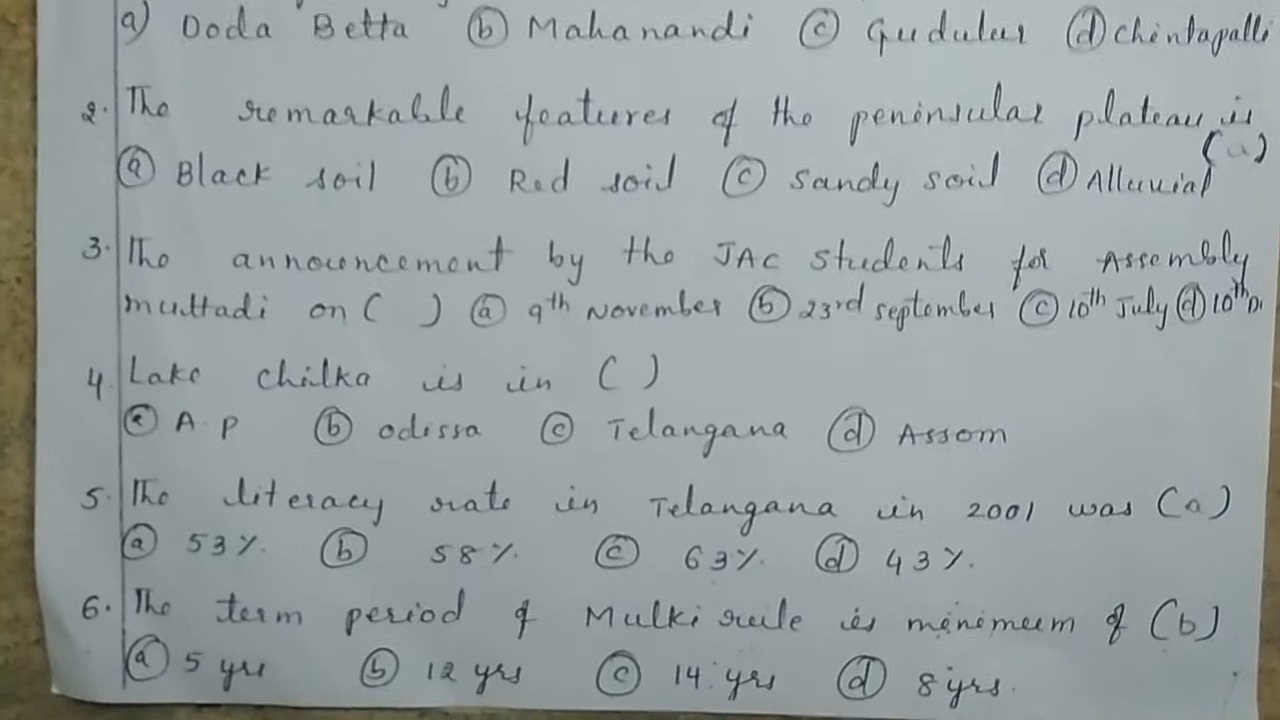 a) Doda Betta (b) Mahanandi (c) Gudulur (d) Chintapalli
2. The remarkable features of the peninsular plateau is (a)
(a) Black soil (b) Red soil (c) Sandy soil (d) Alluvial
3. The announcement by the JAC students for Assembly
muttadi on ( ) (a) 9th November (b) 23rd september (c) 10th July (d) 10th D.
4. Lake chilka is in ( )
(a) A.P (b) odissa (c) Telangana (d) Assom
5. The literacy rate in Telangana in 2001 was (a)
(a) 53%. (b) 58%. (c) 63%. (d) 43%.
6. The term period of Mulki rule is minimum of (b)
(a) 5 yrs (b) 12 yrs (c) 14 yrs (d) 8 yrs.